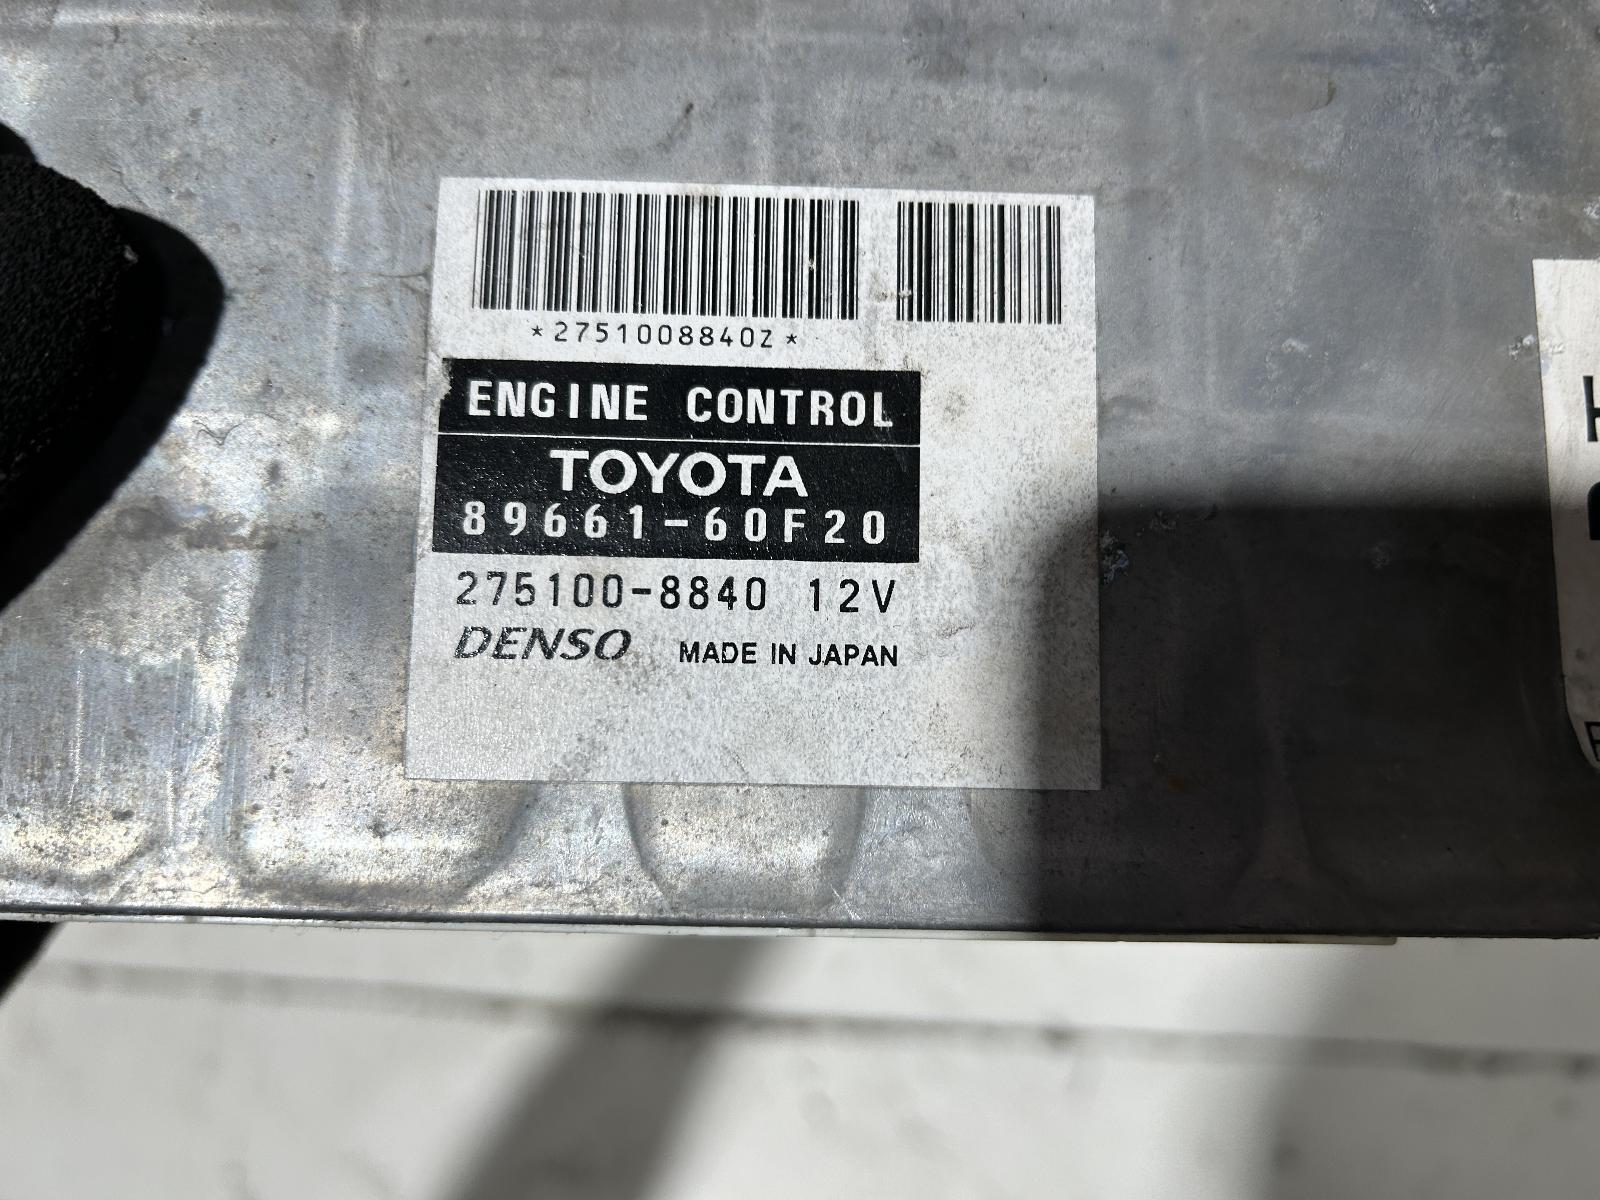 *2751008840Z*
ENGINE CONTROL
TOYOTA
89661-60F20
275100-8840 12V
DENSO MADE IN JAPAN